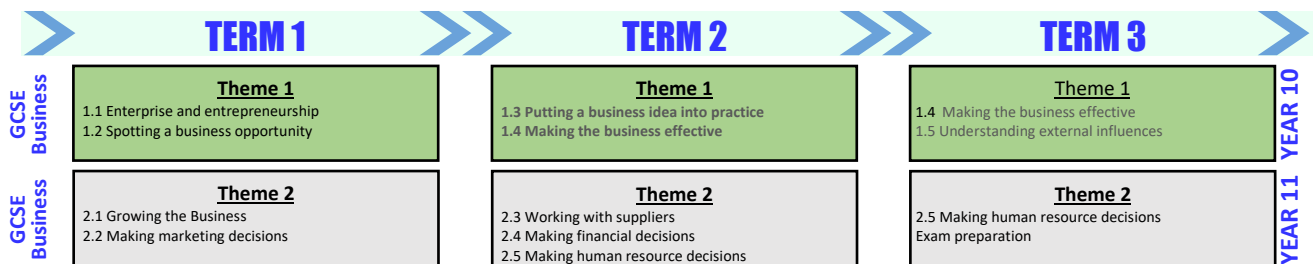 TERM 1
TERM 2
TERM 3
GCSE
Business
Theme 1
1.1 Enterprise and entrepreneurship
1.2 Spotting a business opportunity
Theme 1
1.3 Putting a business idea into practice
1.4 Making the business effective
Theme 1
1.4 Making the business effective
1.5 Understanding external influences
YEAR 10
GCSE
Business
Theme 2
2.1 Growing the Business
2.2 Making marketing decisions
Theme 2
2.3 Working with suppliers
2.4 Making financial decisions
2.5 Making human resource decisions
Theme 2
2.5 Making human resource decisions
Exam preparation
YEAR 11